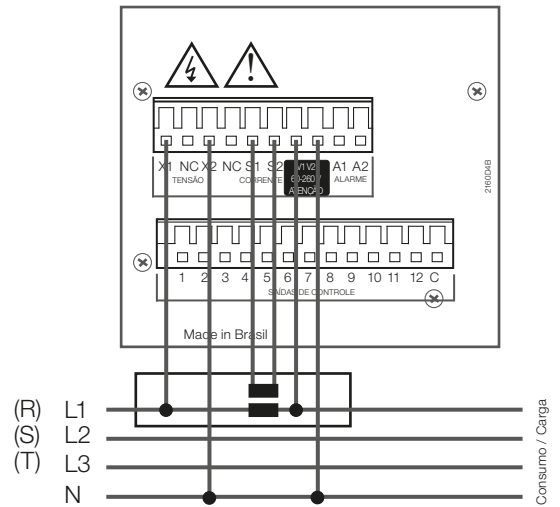 X1 NC X2 NC S1 S2 V1 V2 A1 A2
TENSÃO CORRENTE 60-260V ALARME
ATENÇÃO
2160D4B
1 2 3 4 5 6 7 8 9 10 11 12 C
SAÍDAS DE CONTROLE
Made in Brasil
(R) L1
(S) L2
(T) L3
N
Consumo / Carga